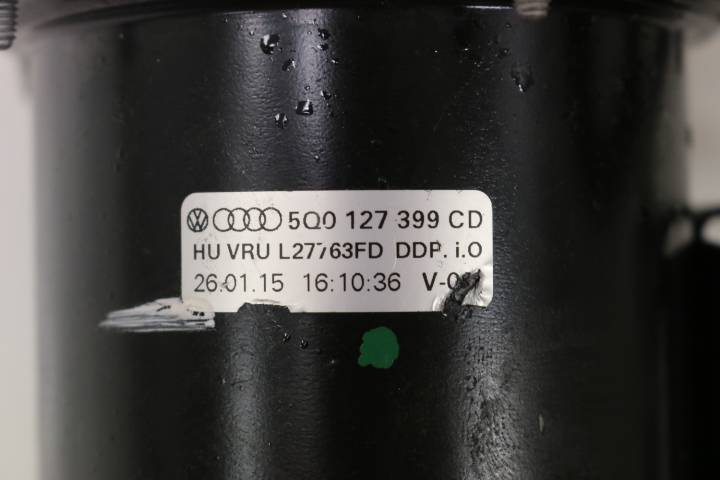 5Q0 127 399 CD
HU VRU L27763FD DDP. i.O
26.01.15 16:10:36